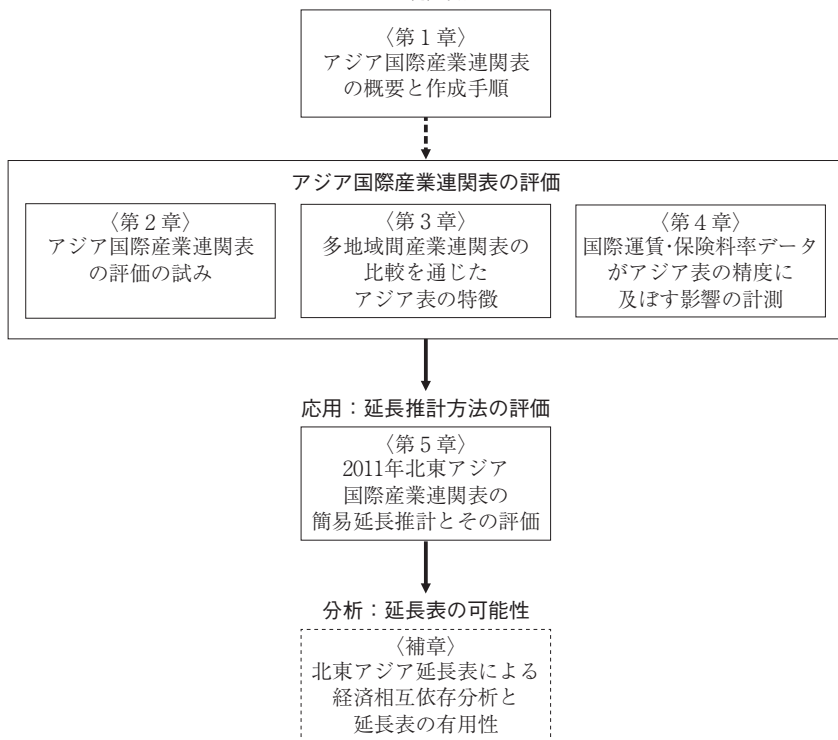 〈第1章〉
アジア国際産業連関表
の概要と作成手順
アジア国際産業連関表の評価
〈第2章〉
アジア国際産業連関表
の評価の試み
〈第3章〉
多地域間産業連関表の
比較を通じた
アジア表の特徴
〈第4章〉
国際運賃・保険料率データ
がアジア表の精度に
及ぼす影響の計測
応用：延長推計方法の評価
〈第5章〉
2011年北東アジア
国際産業連関表の
簡易延長推計とその評価
分析：延長表の可能性
〈補章〉
北東アジア延長表による
経済相互依存分析と
延長表の有用性